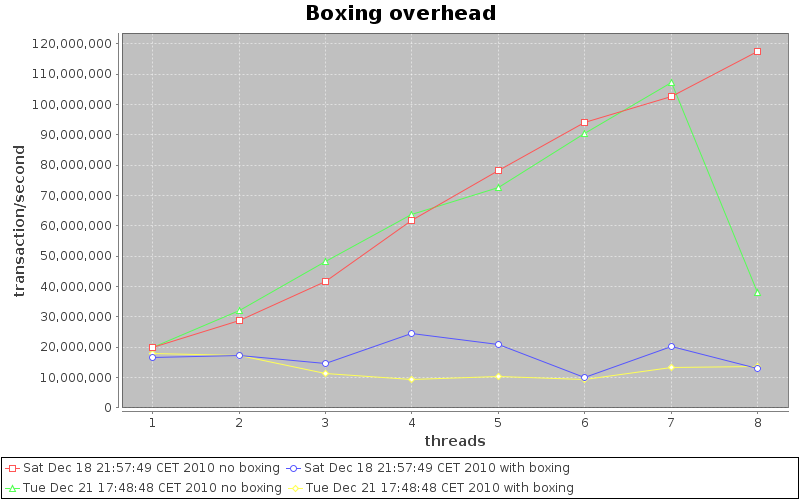 Boxing overhead
120,000,000
110,000,000
100,000,000
90,000,000
80,000,000
70,000,000
60,000,000
50,000,000
40,000,000
30,000,000
20,000,000
10,000,000
0
transaction/second
1 2 3 4 5 6 7 8
threads
Sat Dec 18 21:57:49 CET 2010 no boxing Sat Dec 18 21:57:49 CET 2010 with boxing
Tue Dec 21 17:48:48 CET 2010 no boxing Tue Dec 21 17:48:48 CET 2010 with boxing